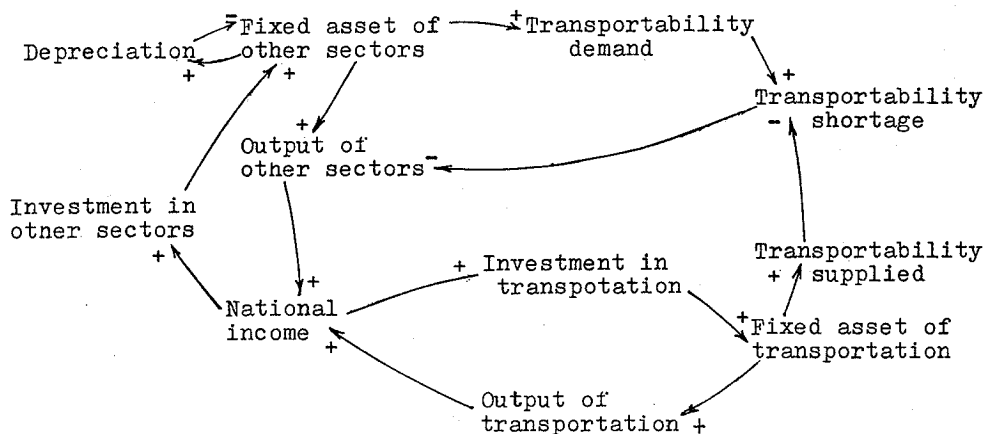 Fixed asset of
other sectors
Transportability
demand
Depreciation
Transportability
shortage
Output of
other sectors
Investment in
otner sectors
Transportability
supplied
Investment in
transpotation
National
income
Fixed asset of
transportation
Output of
transportation